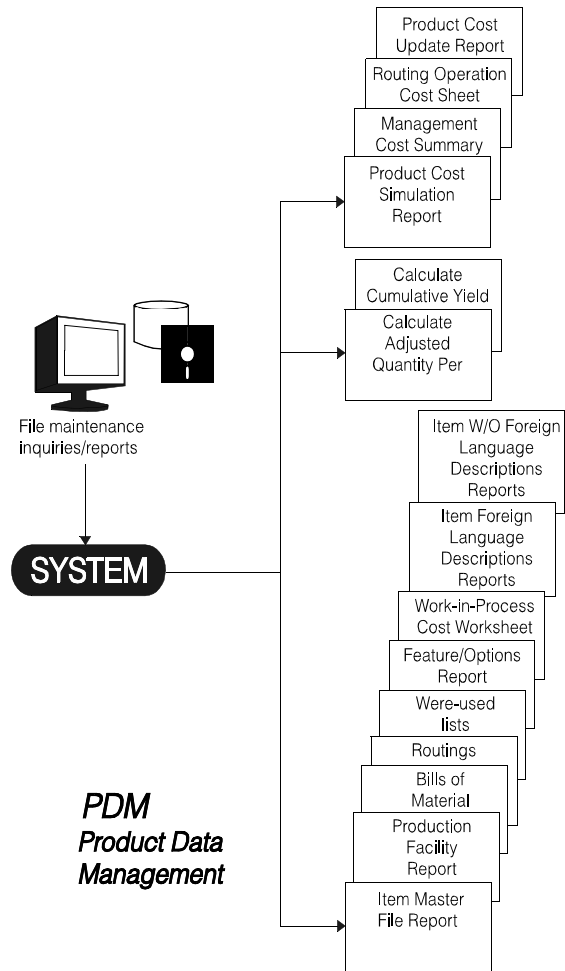 Product Cost
Update Report
Routing Operation
Cost Sheet
Management
Cost Summary
Product Cost
Simulation
Report
Calculate
Cumulative Yield
Calculate
Adjusted
Quantity Per
File maintenance
inquiries/reports
SYSTEM
Item W/O Foreign
Language
Descriptions
Reports
Item Foreign
Language
Descriptions
Reports
Work-in-Process
Cost Worksheet
Feature/Options
Report
Were-used
lists
Routings
Bills of
Material
Production
Facility
Report
Item Master
File Report
PDM
Product Data
Management